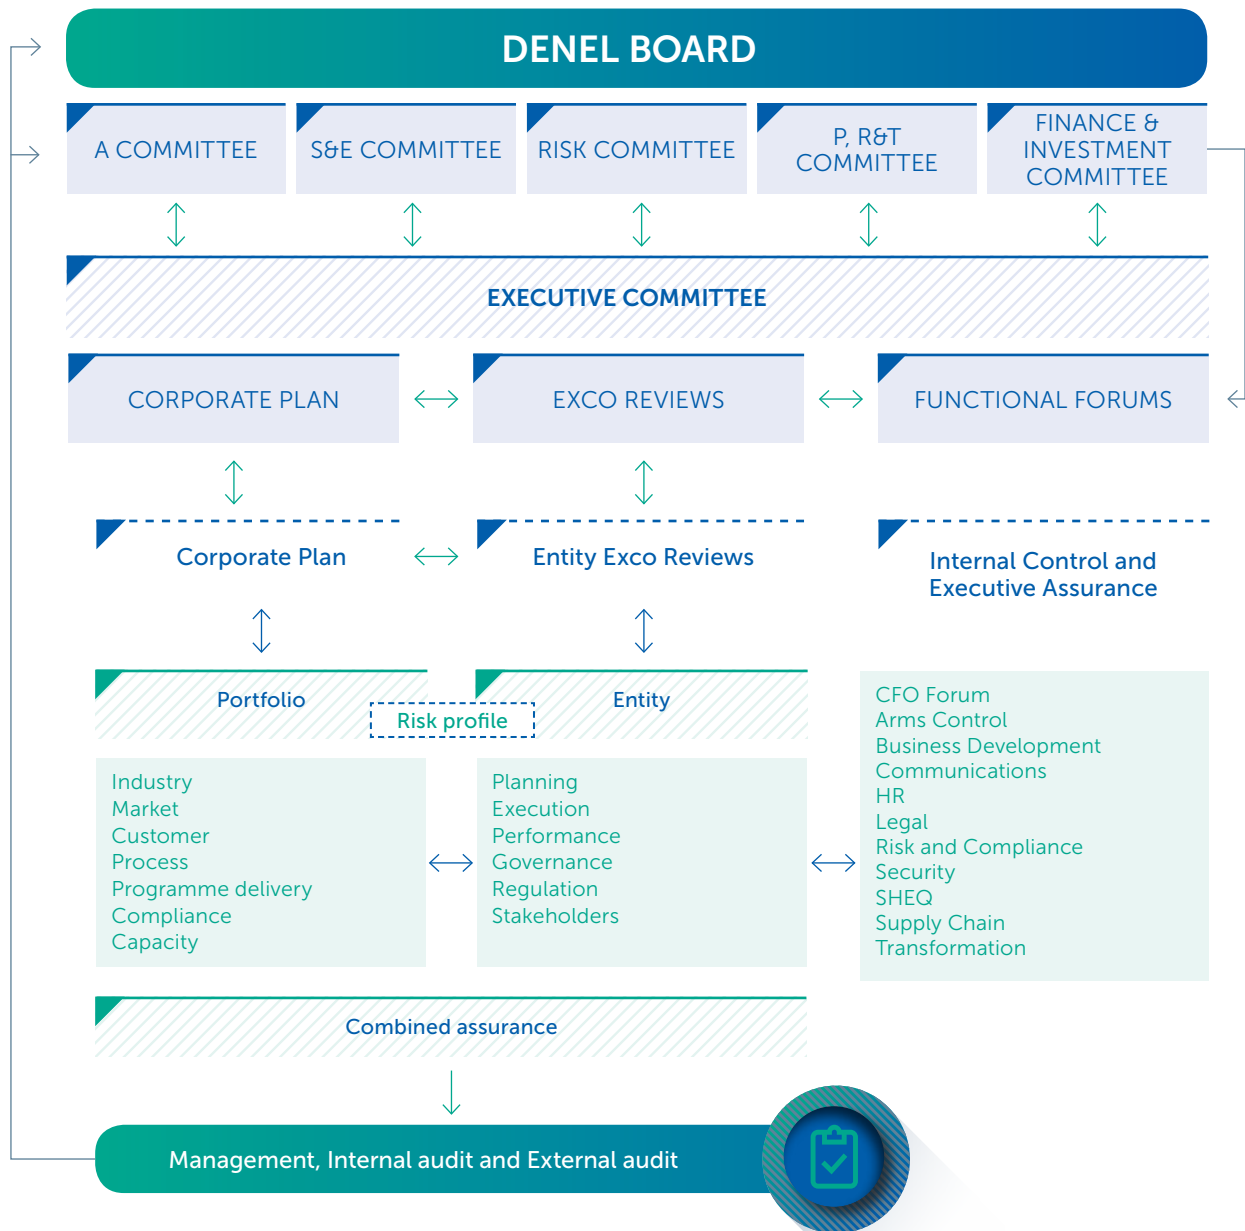 DENEL BOARD
A COMMITTEE
S&E COMMITTEE
RISK COMMITTEE
P, R&T
COMMITTEE
FINANCE &
INVESTMENT
COMMITTEE
EXECUTIVE COMMITTEE
CORPORATE PLAN
EXCO REVIEWS
FUNCTIONAL FORUMS
Corporate Plan
Entity Exco Reviews
Internal Control and
Executive Assurance
Portfolio
Risk profile
Entity
Industry
Market
Customer
Process
Programme delivery
Compliance
Capacity
Planning
Execution
Performance
Governance
Regulation
Stakeholders
CFO Forum
Arms Control
Business Development
Communications
HR
Legal
Risk and Compliance
Security
SHEQ
Supply Chain
Transformation
Combined assurance
Management, Internal audit and External audit